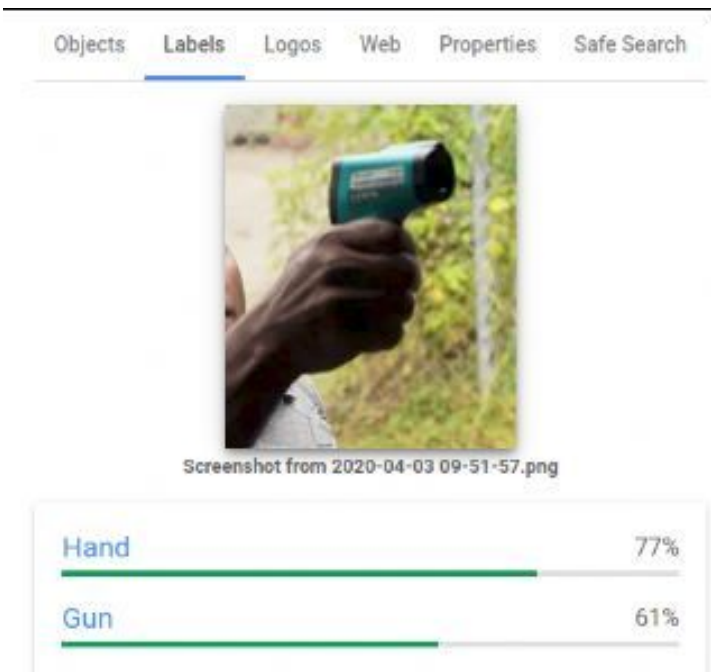 Objects Labels Logos Web Properties Safe Search
Screenshot from 2020-04-03 09-51-57.png
Hand 77%
Gun 61%